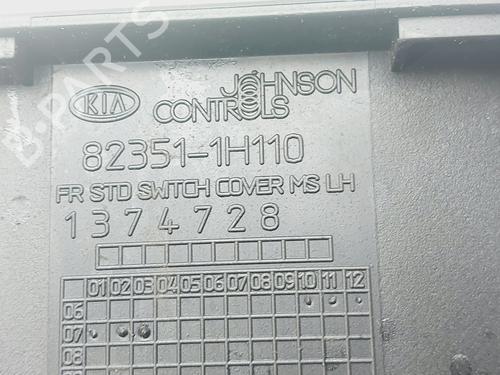 KIA
JOHNSON
CONTROLS
82351-1H110
FR STD SWITCH COVER MS LH
1374728
01 02 03 04 05 06 07 08 09 10 11 12
06
07
08
B-PARTS